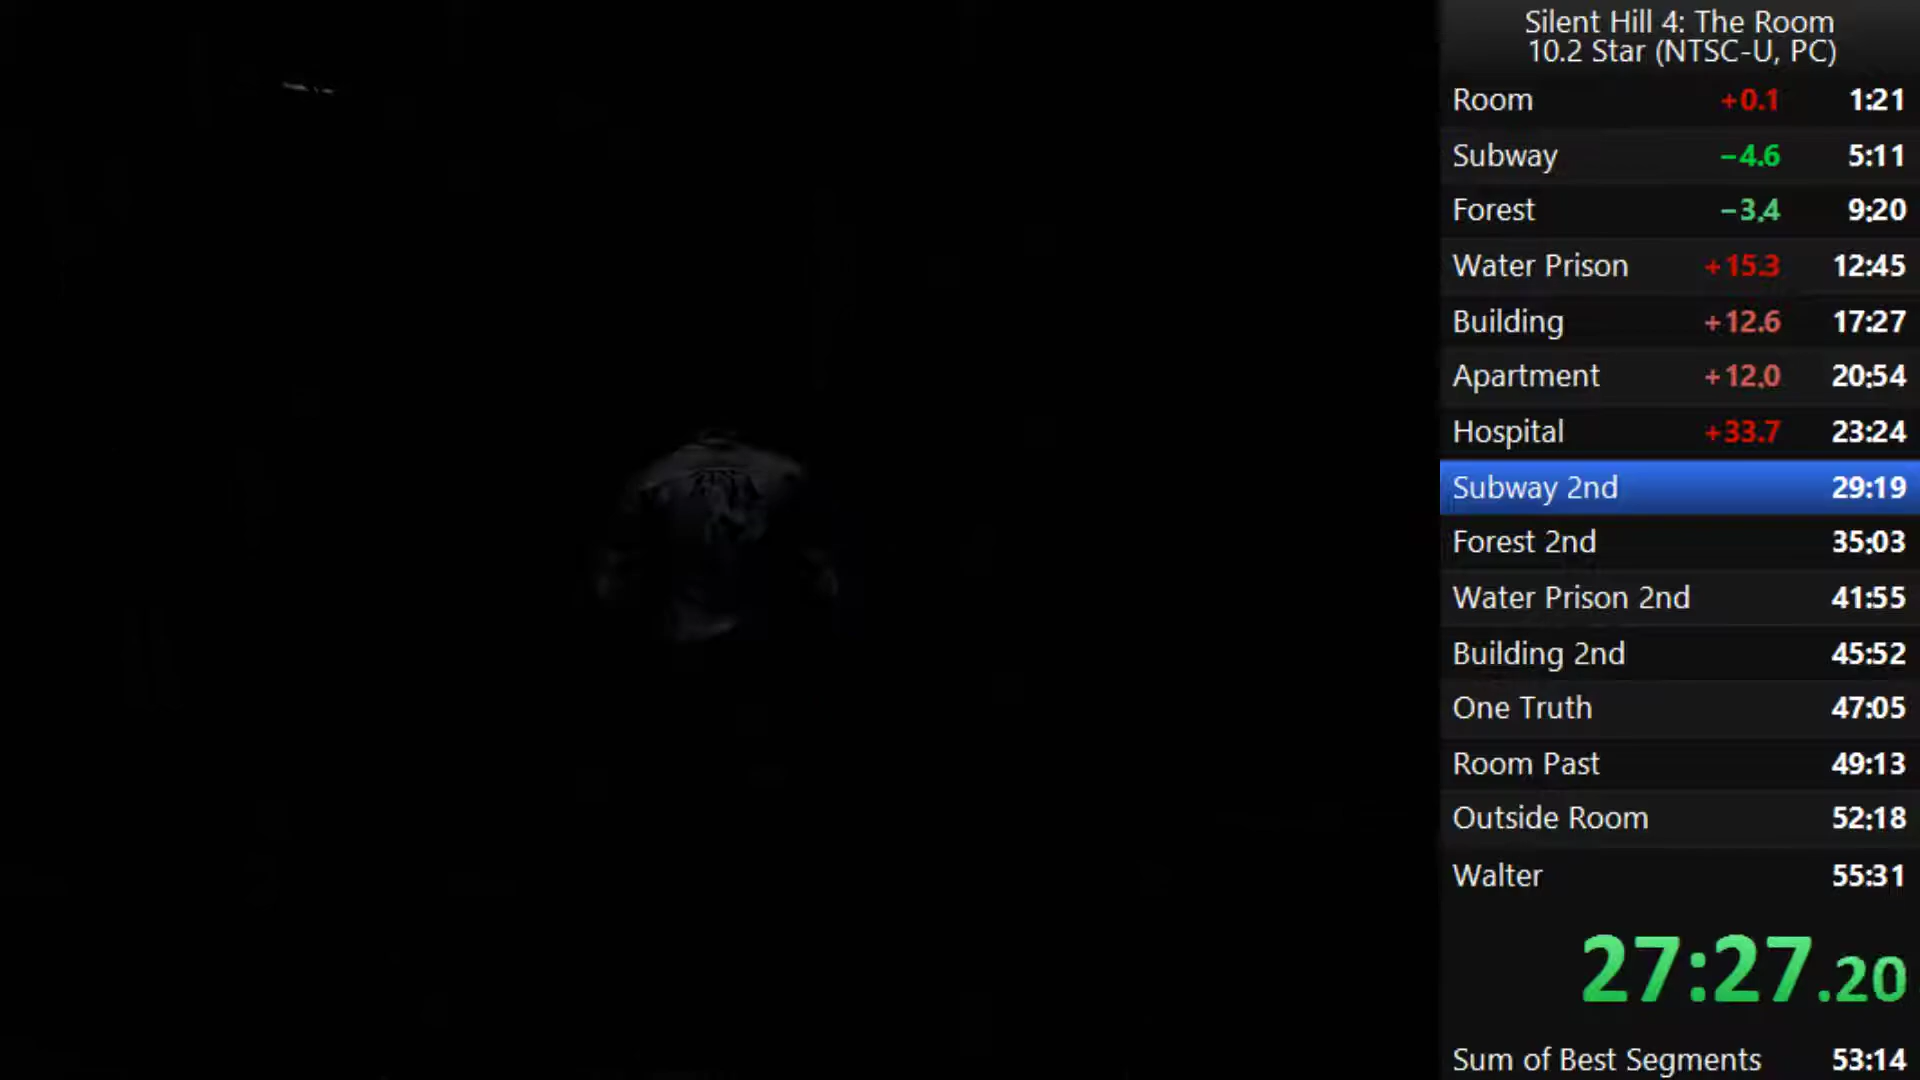 Silent Hill 4: The Room
10.2 Star (NTSC-U, PC)
Room +0.1 1:21
Subway −4.6 5:11
Forest −3.4 9:20
Water Prison +15.3 12:45
Building +12.6 17:27
Apartment +12.0 20:54
Hospital +33.7 23:24
Subway 2nd 29:19
Forest 2nd 35:03
Water Prison 2nd 41:55
Building 2nd 45:52
One Truth 47:05
Room Past 49:13
Outside Room 52:18
Walter 55:31
27:27.20
Sum of Best Segments 53:14